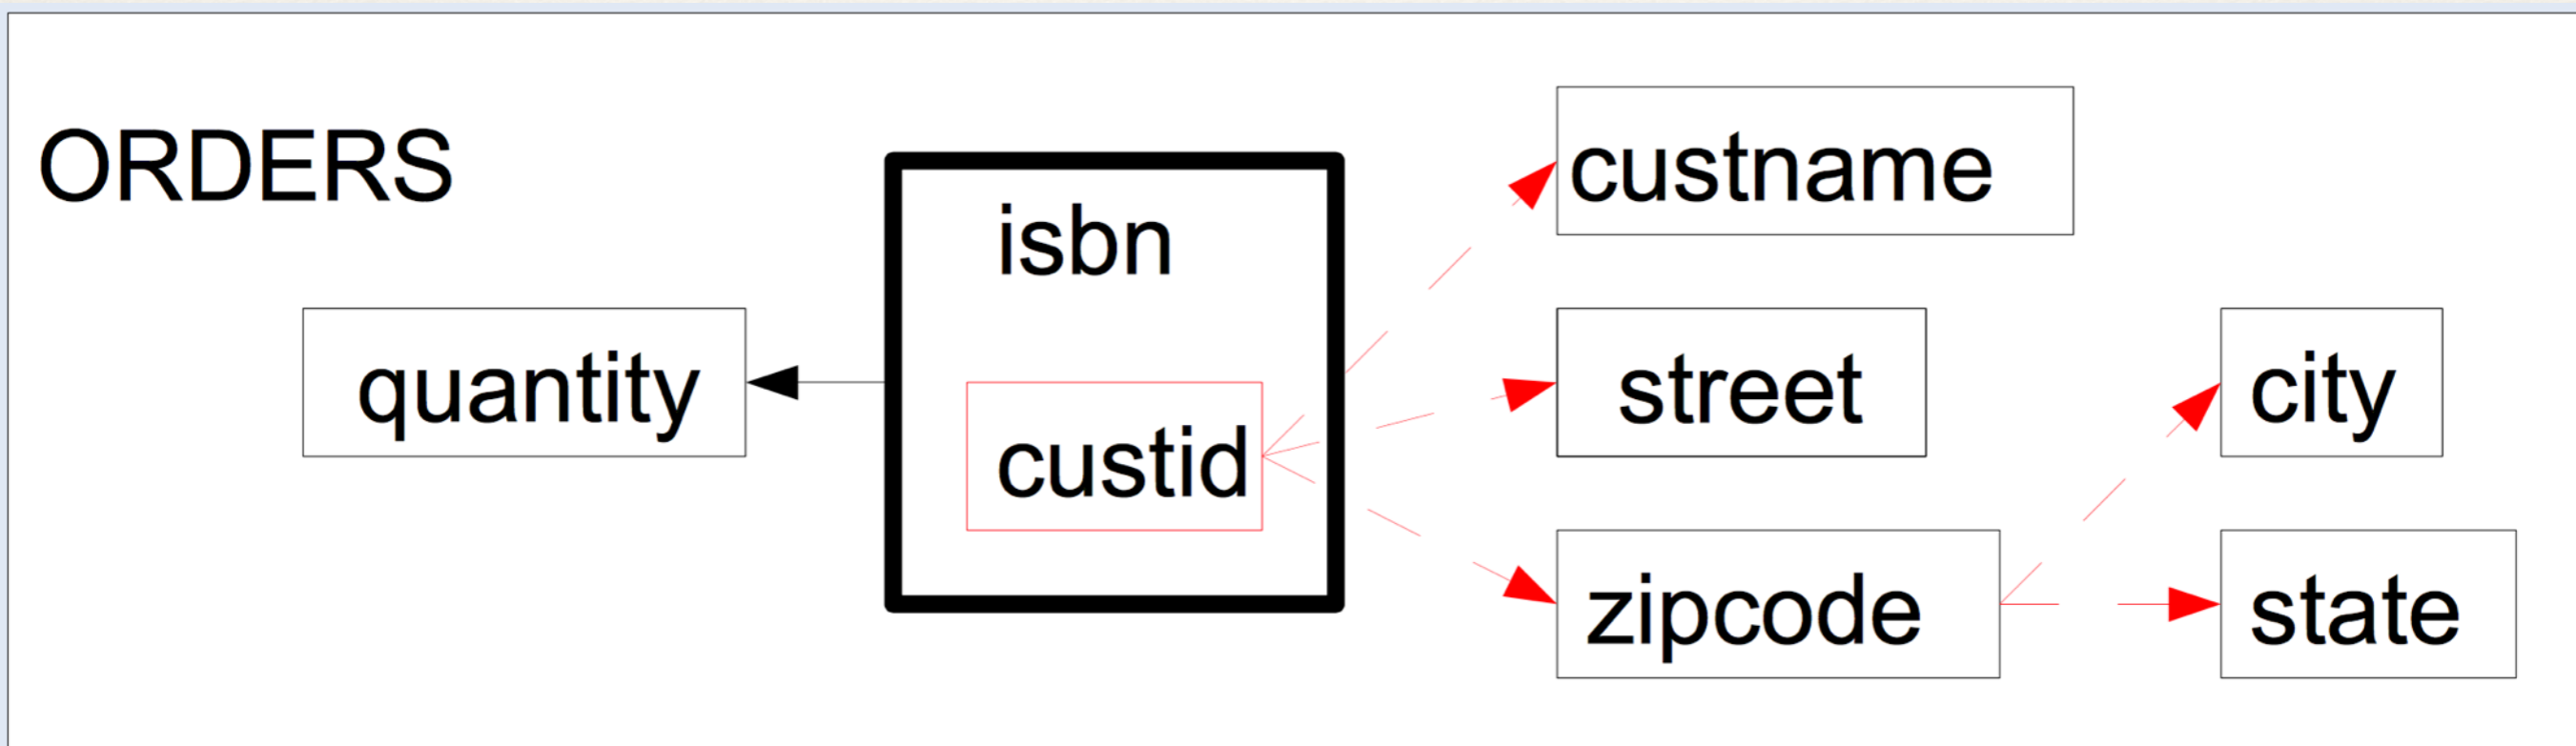 ORDERS
isbn
custid
quantity
custname
street
zipcode
city
state